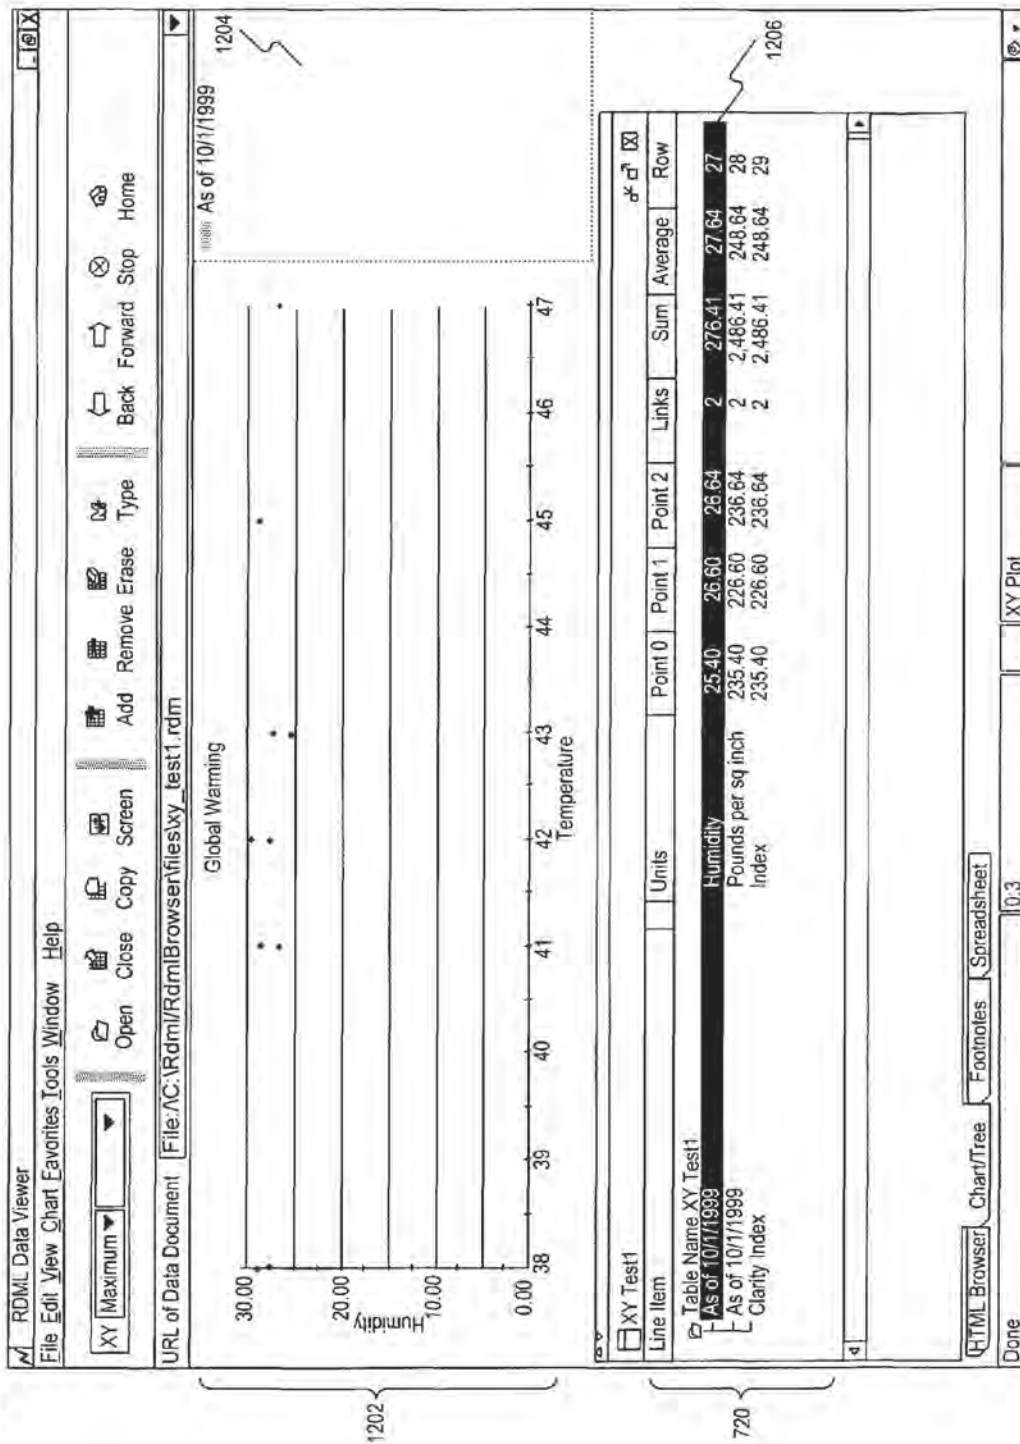 RDML Data Viewer
File Edit View Chart Favorites Tools Window Help
XY Maximum
Open Close Copy Screen Add Remove Erase Type Back Forward Stop Home
URL of Data Document File:/\C:\Rdml/RdmlBrowser\files\xy_test1.rdm
Global Warming
As of 10/1/1999
1204
Humidity
30.00
20.00
10.00
0.00
38 39 40 41 42 43 44 45 46 47
Temperature
1202
XY Test1
Line Item Units Point 0 Point 1 Point 2 Links Sum Average Row
Table Name XY Test1
As of 10/1/1999 Humidity 25.40 26.60 26.64 2 276.41 27.64 27
As of 10/1/1999 Pounds per sq inch 235.40 226.60 236.64 2 2,486.41 248.64 28
Clarity Index Index 235.40 226.60 236.64 2 2,486.41 248.64 29
1206
720
HTML Browser Chart/Tree Footnotes Spreadsheet
Done 0:3 XY Plot